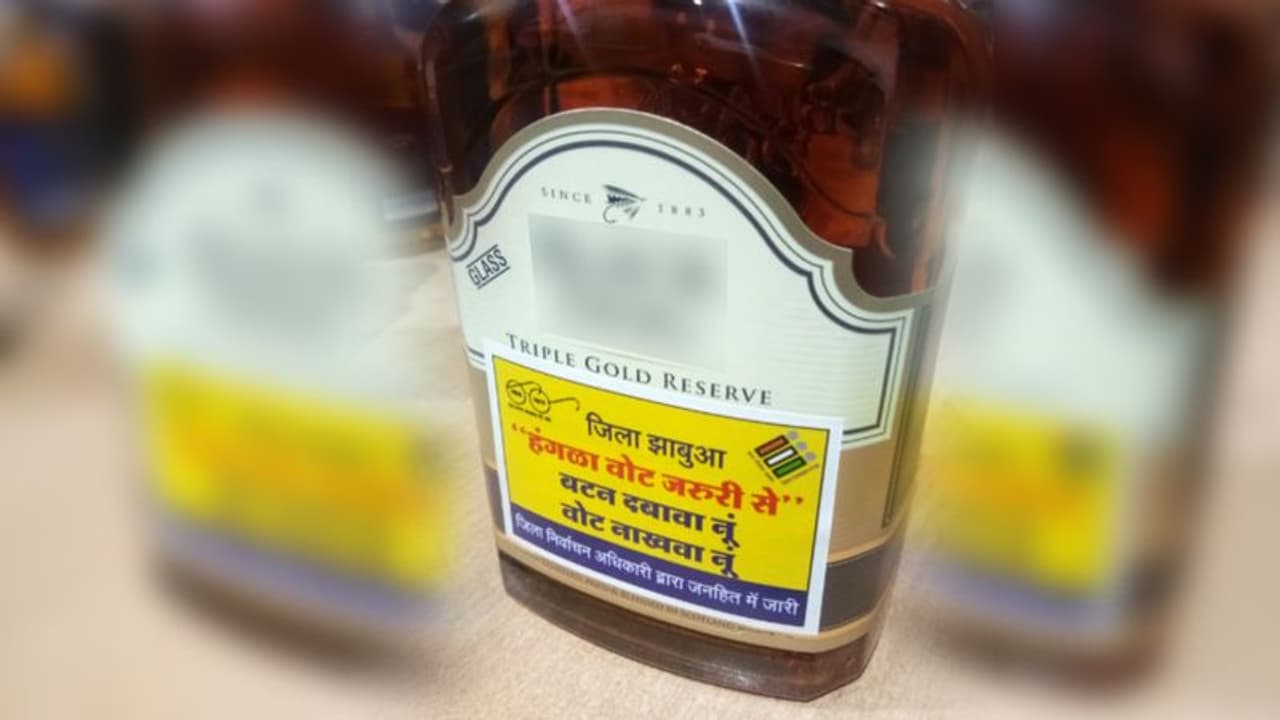 SINCE 1883
GLASS
TRIPLE GOLD RESERVE
जिला झाबुआ
“हंगळा वोट जरुरी से”
बटन दबावा नूं
वोट नाखवा नूं
जिला निर्वाचन अधिकारी द्वारा जनहित में जारी